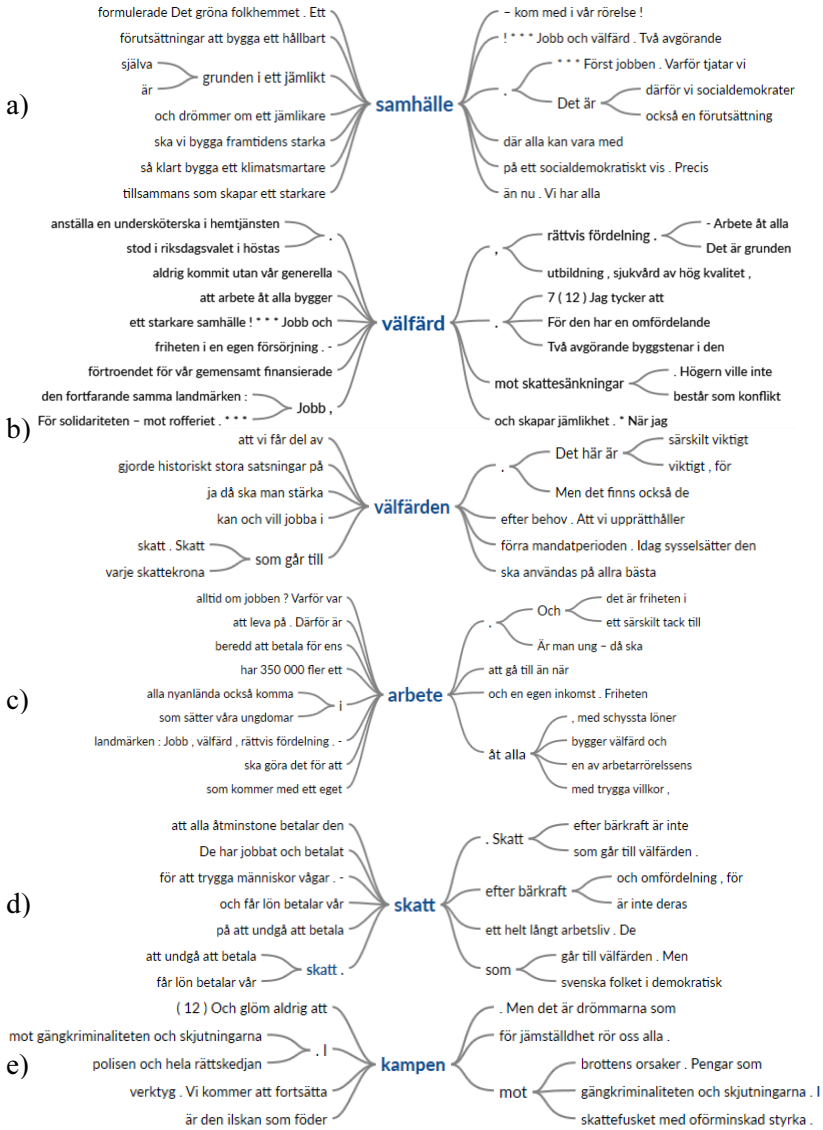 a)
formulerade Det gröna folkhemmet . Ett
förutsättningar att bygga ett hållbart
själva
är
grunden i ett jämlikt
och drömmer om ett jämlikare
ska vi bygga framtidens starka
så klart bygga ett klimatsmartare
tillsammans som skapar ett starkare
samhälle
– kom med i vår rörelse !
! * * * Jobb och välfärd . Två avgörande
.
* * * Först jobben . Varför tjatar vi
Det är
därför vi socialdemokrater
också en förutsättning
där alla kan vara med
på ett socialdemokratiskt vis . Precis
än nu . Vi har alla
b)
anställa en undersköterska i hemtjänsten
stod i riksdagsvalet i höstas
.
aldrig kommit utan vår generella
att arbete åt alla bygger
ett starkare samhälle ! * * * Jobb och
friheten i en egen försörjning . -
förtroendet för vår gemensamt finansierade
den fortfarande samma landmärken :
För solidariteten – mot rofferiet . * * *
Jobb ,
välfärd
,
rättvis fördelning .
- Arbete åt alla
Det är grunden
utbildning , sjukvård av hög kvalitet ,
.
7 ( 12 ) Jag tycker att
För den har en omfördelande
Två avgörande byggstenar i den
mot skattesänkningar
. Högern ville inte
består som konflikt
och skapar jämlikhet . * När jag
att vi får del av
gjorde historiskt stora satsningar på
ja då ska man stärka
kan och vill jobba i
skatt . Skatt
varje skattekrona
som går till
välfärden
.
Det här är
särskilt viktigt
viktigt , för
Men det finns också de
efter behov . Att vi upprätthåller
förra mandatperioden . Idag sysselsätter den
ska användas på allra bästa
c)
alltid om jobben ? Varför var
att leva på . Därför är
beredd att betala för ens
har 350 000 fler ett
alla nyanlända också komma
som sätter våra ungdomar
i
landmärken : Jobb , välfärd , rättvis fördelning . -
ska göra det för att
som kommer med ett eget
arbete
.
Och
det är friheten i
ett särskilt tack till
Är man ung – då ska
att gå till än när
och en egen inkomst . Friheten
åt alla
, med schyssta löner
bygger välfärd och
en av arbetarrörelsens
med trygga villkor ,
d)
att alla åtminstone betalar den
De har jobbat och betalat
för att trygga människor vågar . -
och får lön betalar vår
på att undgå att betala
att undgå att betala
får lön betalar vår
skatt .
skatt
. Skatt
efter bärkraft är inte
som går till välfärden .
efter bärkraft
och omfördelning , för
är inte deras
ett helt långt arbetsliv . De
som
går till välfärden . Men
svenska folket i demokratisk
e)
( 12 ) Och glöm aldrig att
mot gängkriminaliteten och skjutningarna
polisen och hela rättskedjan
. I
verktyg . Vi kommer att fortsätta
är den ilskan som föder
kampen
. Men det är drömmarna som
för jämställdhet rör oss alla .
mot
brottens orsaker . Pengar som
gängkriminaliteten och skjutningarna . I
skattefusket med oförminskad styrka .